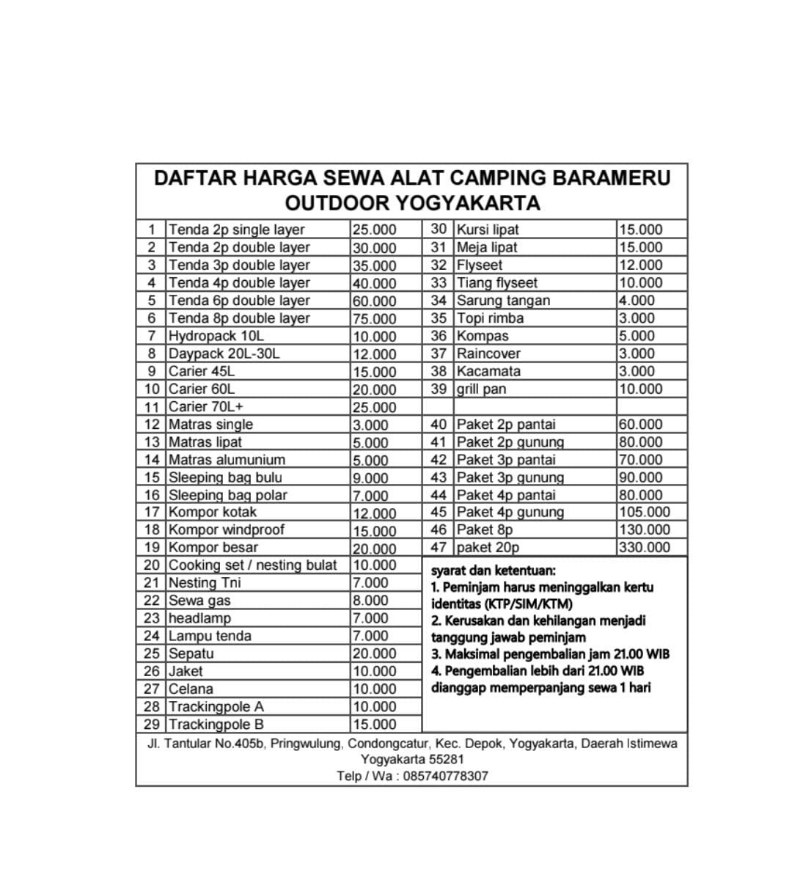 DAFTAR HARGA SEWA ALAT CAMPING BARAMERU
OUTDOOR YOGYAKARTA
1 Tenda 2p single layer 25.000
2 Tenda 2p double layer 30.000
3 Tenda 3p double layer 35.000
4 Tenda 4p double layer 40.000
5 Tenda 6p double layer 60.000
6 Tenda 8p double layer 75.000
7 Hydropack 10L 10.000
8 Daypack 20L-30L 12.000
9 Carier 45L 15.000
10 Carier 60L 20.000
11 Carier 70L+ 25.000
12 Matras single 3.000
13 Matras lipat 5.000
14 Matras alumunium 5.000
15 Sleeping bag bulu 9.000
16 Sleeping bag polar 7.000
17 Kompor kotak 12.000
18 Kompor windproof 15.000
19 Kompor besar 20.000
20 Cooking set / nesting bulat 10.000
21 Nesting Tni 7.000
22 Sewa gas 8.000
23 headlamp 7.000
24 Lampu tenda 7.000
25 Sepatu 20.000
26 Jaket 10.000
27 Celana 10.000
28 Trackingpole A 10.000
29 Trackingpole B 15.000
30 Kursi lipat 15.000
31 Meja lipat 15.000
32 Flyseet 12.000
33 Tiang flyseet 10.000
34 Sarung tangan 4.000
35 Topi rimba 3.000
36 Kompas 5.000
37 Raincover 3.000
38 Kacamata 3.000
39 grill pan 10.000
40 Paket 2p pantai 60.000
41 Paket 2p gunung 80.000
42 Paket 3p pantai 70.000
43 Paket 3p gunung 90.000
44 Paket 4p pantai 80.000
45 Paket 4p gunung 105.000
46 Paket 8p 130.000
47 paket 20p 330.000
syarat dan ketentuan:
1. Peminjam harus meninggalkan kertu
identitas (KTP/SIM/KTM)
2. Kerusakan dan kehilangan menjadi
tanggung jawab peminjam
3. Maksimal pengembalian jam 21.00 WIB
4. Pengembalian lebih dari 21.00 WIB
dianggap memperpanjang sewa 1 hari
Jl. Tantular No.405b, Pringwulung, Condongcatur, Kec. Depok, Yogyakarta, Daerah Istimewa
Yogyakarta 55281
Telp / Wa : 085740778307